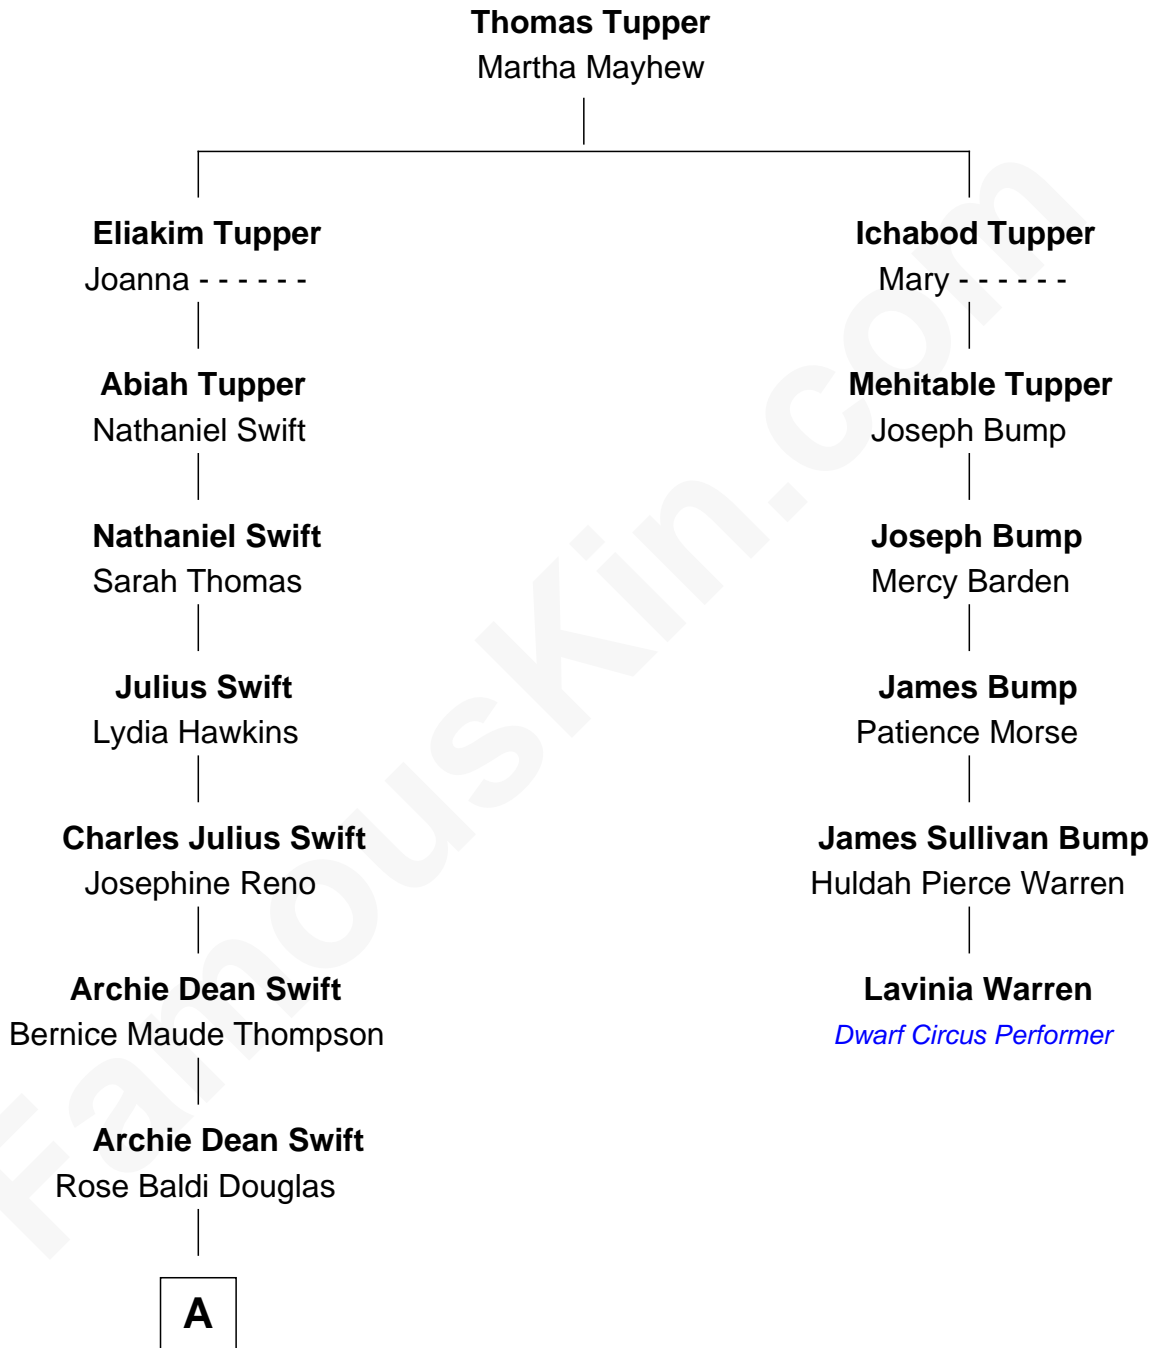 Thomas Tupper
Martha Mayhew
Eliakim Tupper
Joanna - - - - - -
Ichabod Tupper
Mary - - - - - -
Abiah Tupper
Nathaniel Swift
Mehitable Tupper
Joseph Bump
Nathaniel Swift
Sarah Thomas
Joseph Bump
Mercy Barden
Julius Swift
Lydia Hawkins
James Bump
Patience Morse
Charles Julius Swift
Josephine Reno
James Sullivan Bump
Huldah Pierce Warren
Archie Dean Swift
Bernice Maude Thompson
Lavinia Warren
Dwarf Circus Performer
Archie Dean Swift
Rose Baldi Douglas
A
FamousKin.com